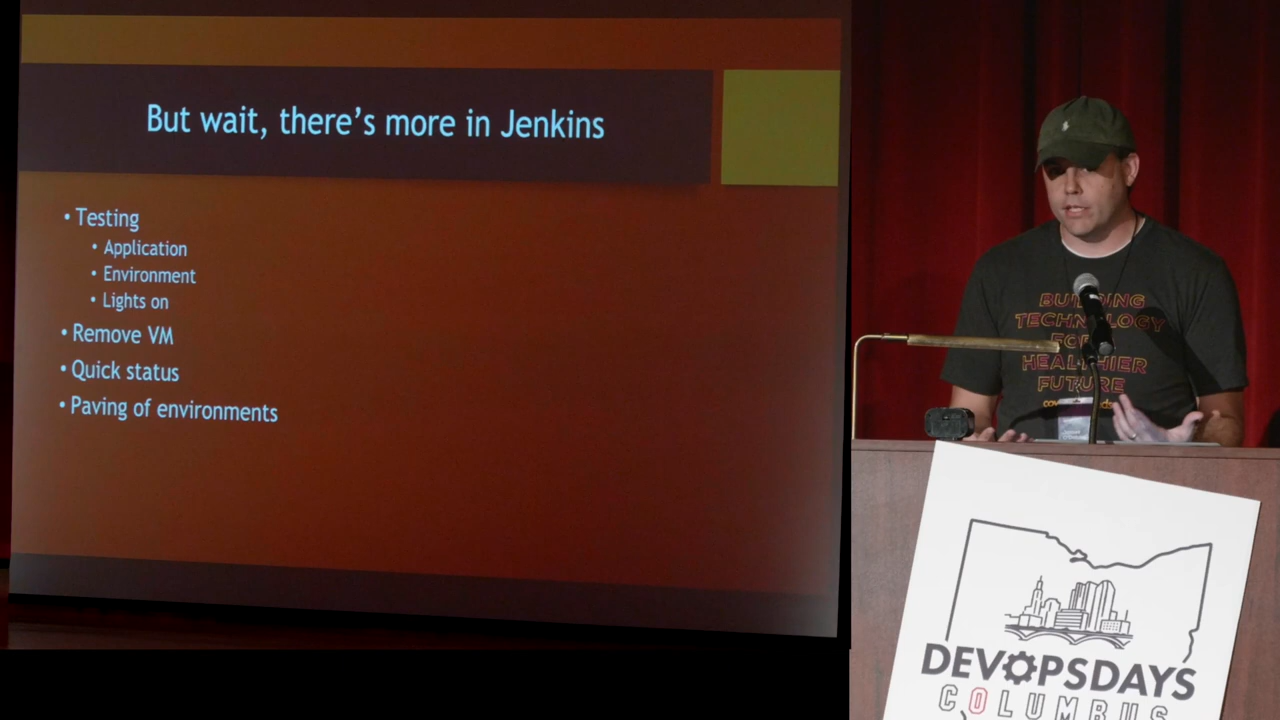 But wait, there's more in Jenkins
• Testing
• Application
• Environment
• Lights on
• Remove VM
• Quick status
• Paving of environments
BUILDING
TECHNOLOGY
FOR
HEALTHIER
FUTURE
DEVOPSDAYS
COLUMBUS